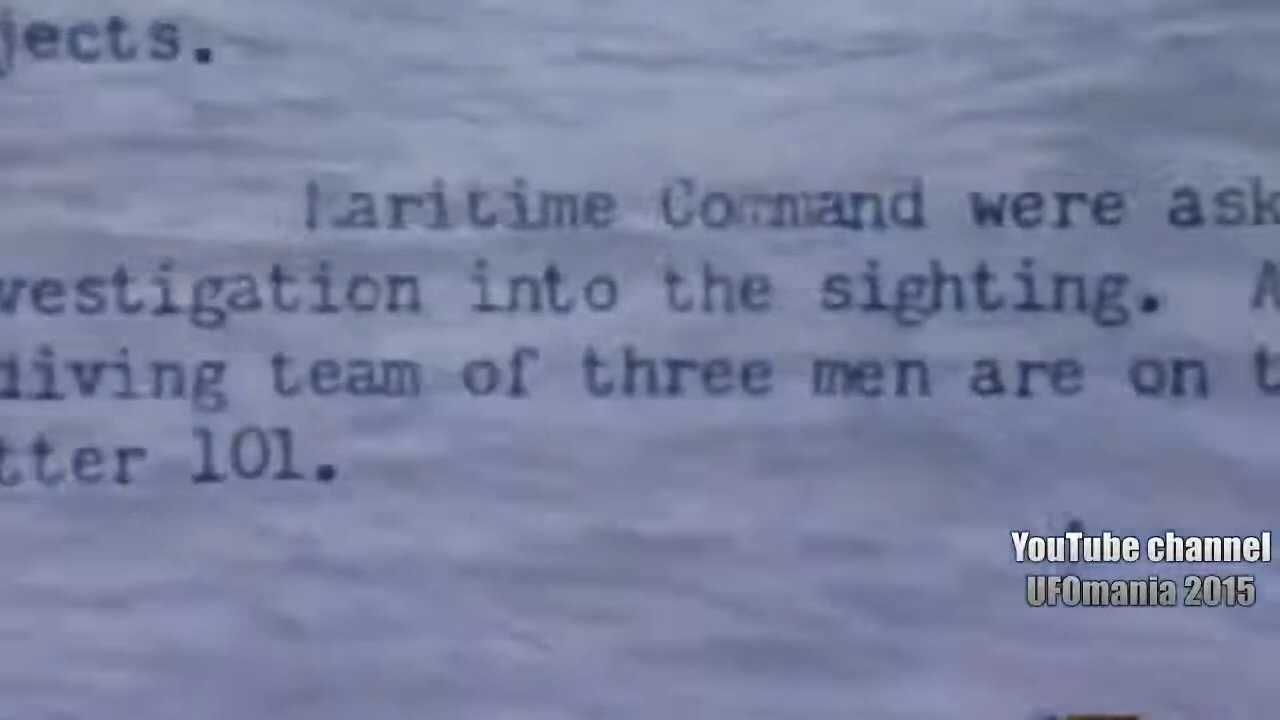 jects.
Maritime Command were ask
vestigation into the sighting. A
diving team of three men are on t
tter 101.
YouTube channel
UFOmania 2015